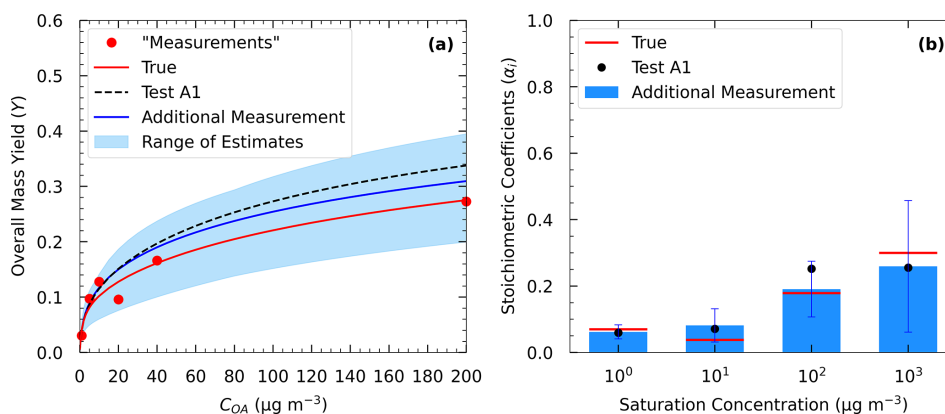 (a)
"Measurements"
True
Test A1
Additional Measurement
Range of Estimates
Overall Mass Yield (Y)
0.6
0.5
0.4
0.3
0.2
0.1
0.0
0 20 40 60 80 100 120 140 160 180 200
C_OA (µg m⁻³)
(b)
True
Test A1
Additional Measurement
Stoichiometric Coefficients (αᵢ)
1.0
0.8
0.6
0.4
0.2
0.0
10⁰ 10¹ 10² 10³
Saturation Concentration (µg m⁻³)